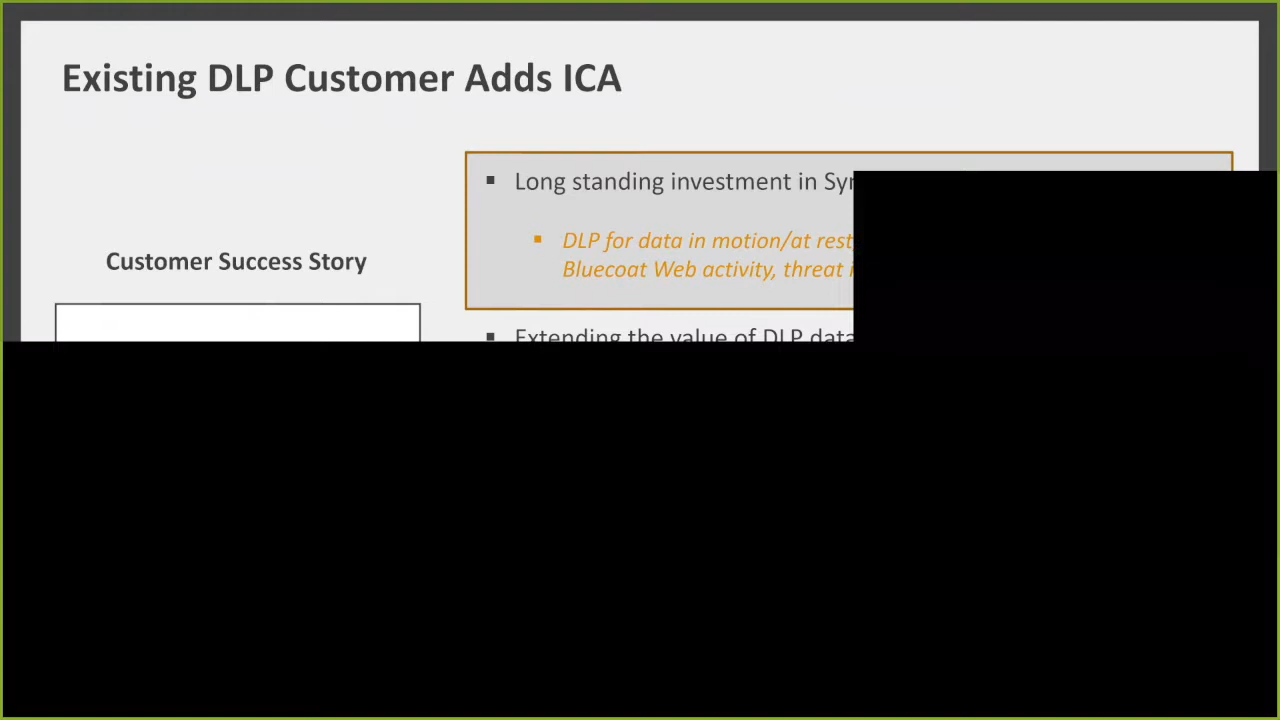 Existing DLP Customer Adds ICA
Customer Success Story
Long standing investment in
DLP for data in motion/at rest
Bluecoat Web activity, threat
Extending the value of DLP data